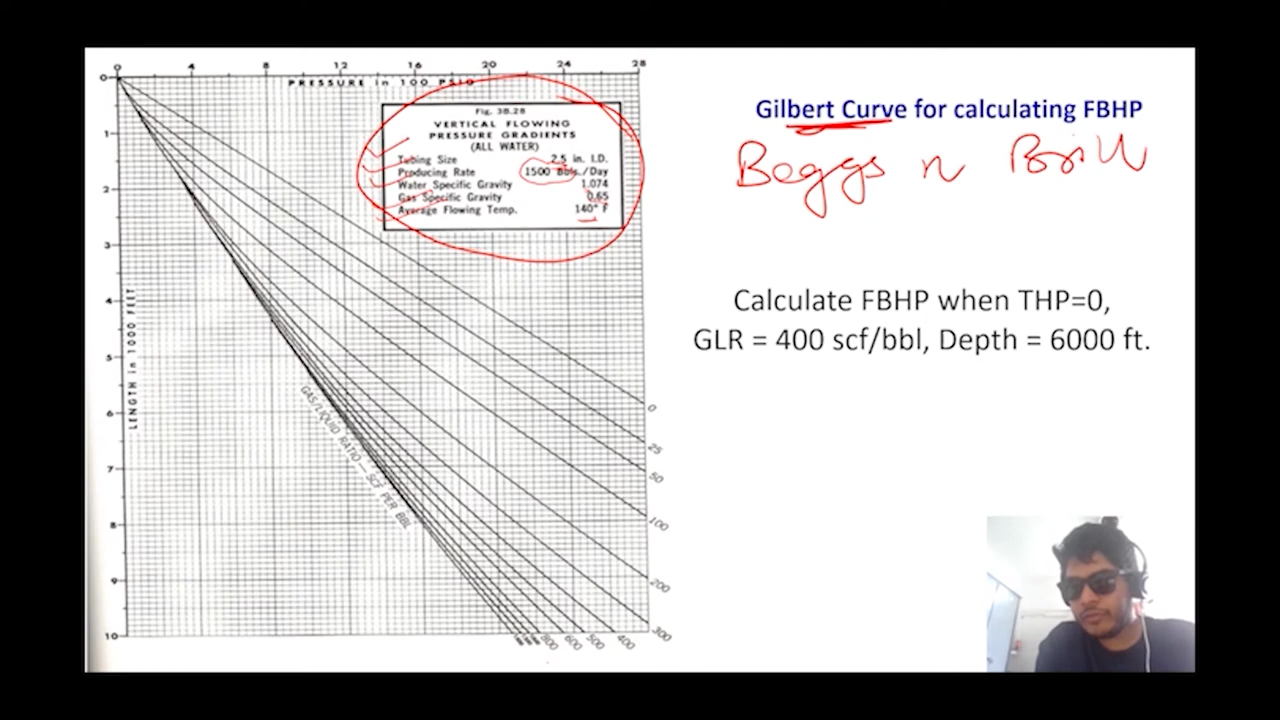 0 4 8 12 16 20 24 28
PRESSURE in 100 PSIG
Fig. 3B.28
VERTICAL FLOWING
PRESSURE GRADIENTS
(ALL WATER)
Tubing Size 2.5 in. I.D.
Producing Rate 1500 Bbls./Day
Water Specific Gravity 1.074
Gas Specific Gravity 0.65
Average Flowing Temp. 140° F
0
1
2
3
4
5
6
7
8
9
10
LENGTH in 1000 FEET
GAS/LIQUID RATIO — SCF PER BBL
0
25
50
100
200
300
400
500
600
800
Gilbert Curve for calculating FBHP
Beggs n Brill
Calculate FBHP when THP=0,
GLR = 400 scf/bbl, Depth = 6000 ft.